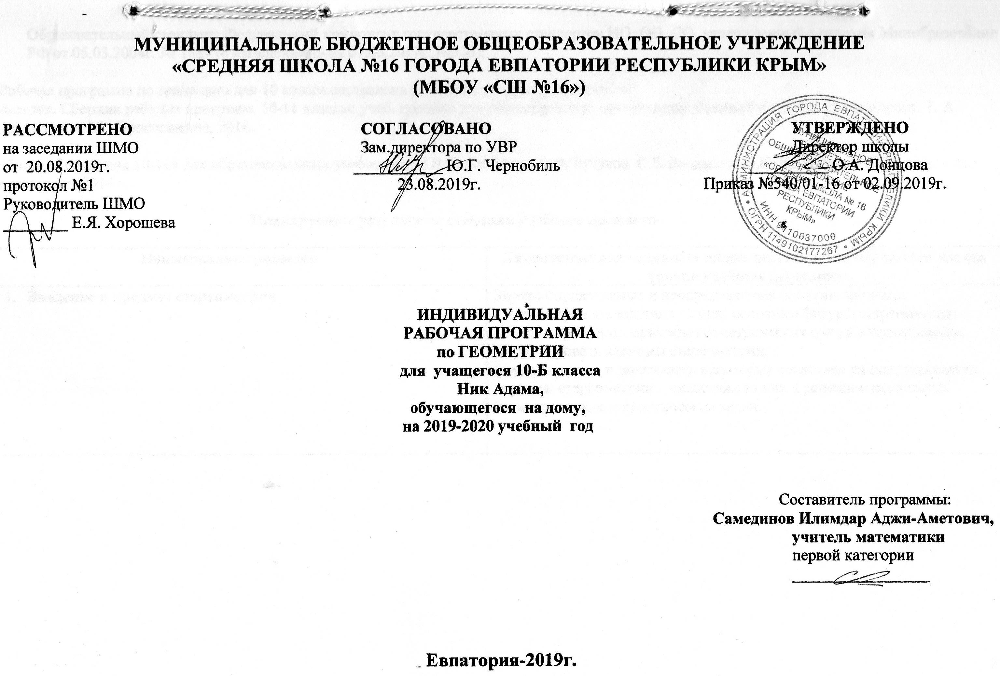 МУНИЦИПАЛЬНОЕ БЮДЖЕТНОЕ ОБЩЕОБРАЗОВАТЕЛЬНОЕ УЧРЕЖДЕНИЕ
«СРЕДНЯЯ ШКОЛА №16 ГОРОДА ЕВПАТОРИИ РЕСПУБЛИКИ КРЫМ»
(МБОУ «СШ №16»)
РАССМОТРЕНО
на заседании ШМО
от 20.08.2019г.
протокол №1
Руководитель ШМО
Е.Я. Хорошева
СОГЛАСОВАНО
Зам.директора по УВР
Ю.Г. Чернобиль
23.08.2019г.
УТВЕРЖДЕНО
Директор школы
О.А. Донцова
Приказ №540/01-16 от 02.09.2019г.
АДМИНИСТРАЦИЯ ГОРОДА ЕВПАТОРИИ РЕСПУБЛИКИ КРЫМ
ОГРН 1149102177267
МУНИЦИПАЛЬНОЕ
БЮДЖЕТНОЕ
ОБЩЕОБРАЗОВАТЕЛЬНОЕ
УЧРЕЖДЕНИЕ
«СРЕДНЯЯ ШКОЛА № 16
ГОРОДА ЕВПАТОРИИ
РЕСПУБЛИКИ
КРЫМ»
ИНН 9110087000
ИНДИВИДУАЛЬНАЯ
РАБОЧАЯ ПРОГРАММА
по ГЕОМЕТРИИ
для учащегося 10-Б класса
Ник Адама,
обучающегося на дому,
на 2019-2020 учебный год
Составитель программы:
Самединов Илимдар Аджи-Аметович,
учитель математики
первой категории
Евпатория-2019г.